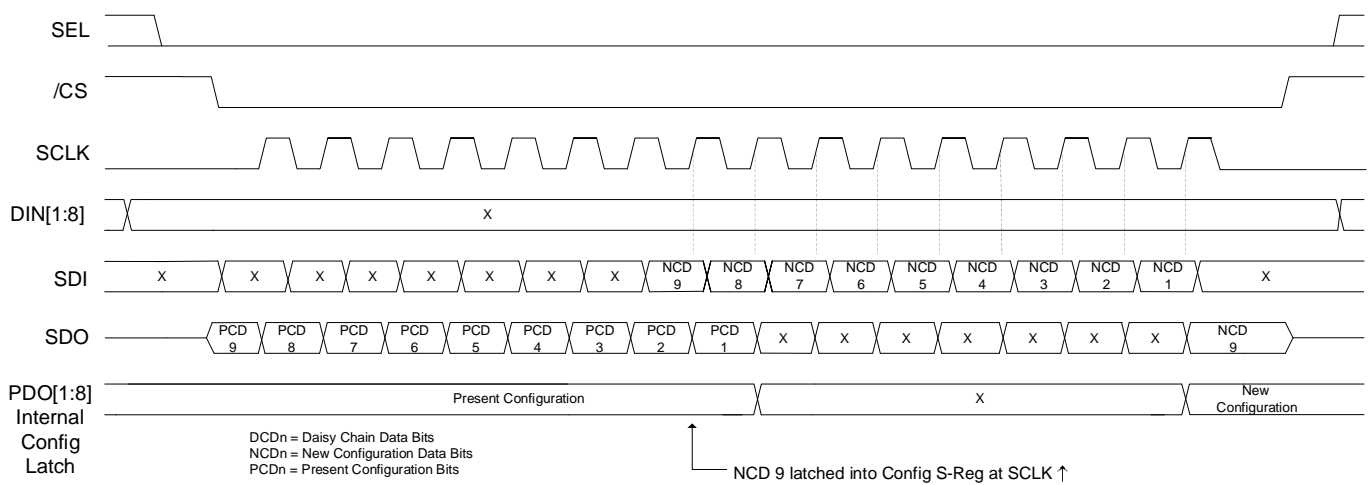 SEL
/CS
SCLK
DIN[1:8]
X
SDI
X X X X X X X X NCD 9 NCD 8 NCD 7 NCD 6 NCD 5 NCD 4 NCD 3 NCD 2 NCD 1 X
SDO
PCD 9 PCD 8 PCD 7 PCD 6 PCD 5 PCD 4 PCD 3 PCD 2 PCD 1 X X X X X X X NCD 9
PDO[1:8]
Internal
Config
Latch
Present Configuration
X
New
Configuration
DCDn = Daisy Chain Data Bits
NCDn = New Configuration Data Bits
PCDn = Present Configuration Bits
NCD 9 latched into Config S-Reg at SCLK ↑